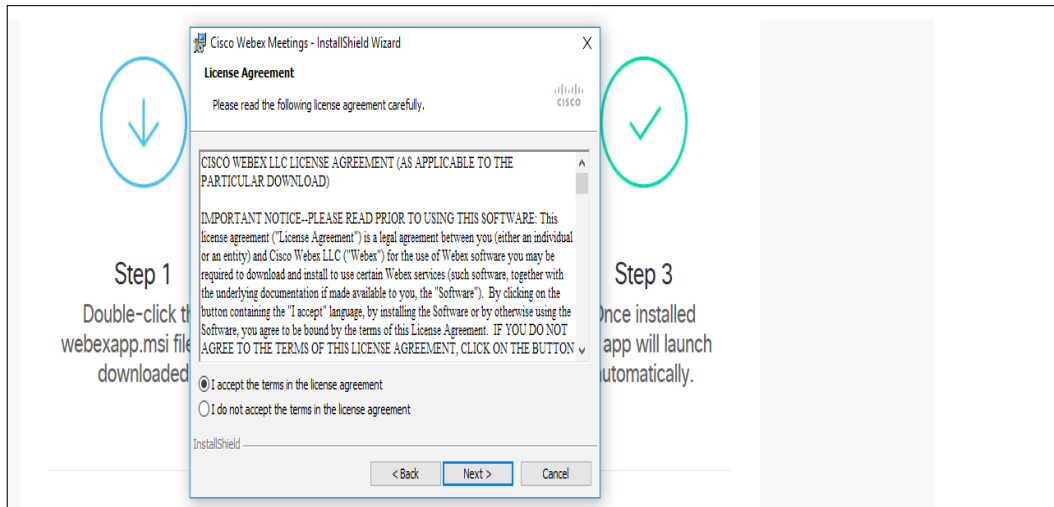 Cisco Webex Meetings - InstallShield Wizard
X
License Agreement
Please read the following license agreement carefully.
CISCO
CISCO WEBEX LLC LICENSE AGREEMENT (AS APPLICABLE TO THE
PARTICULAR DOWNLOAD)
IMPORTANT NOTICE--PLEASE READ PRIOR TO USING THIS SOFTWARE: This
license agreement ("License Agreement") is a legal agreement between you (either an individual
or an entity) and Cisco Webex LLC ("Webex") for the use of Webex software you may be
required to download and install to use certain Webex services (such software, together with
the underlying documentation if made available to you, the "Software"). By clicking on the
button containing the "I accept" language, by installing the Software or by otherwise using the
Software, you agree to be bound by the terms of this License Agreement. IF YOU DO NOT
AGREE TO THE TERMS OF THIS LICENSE AGREEMENT, CLICK ON THE BUTTON
I accept the terms in the license agreement
I do not accept the terms in the license agreement
InstallShield
< Back
Next >
Cancel
Step 1
Double-click
webexapp.msi file
downloaded
Step 3
installed
app will launch